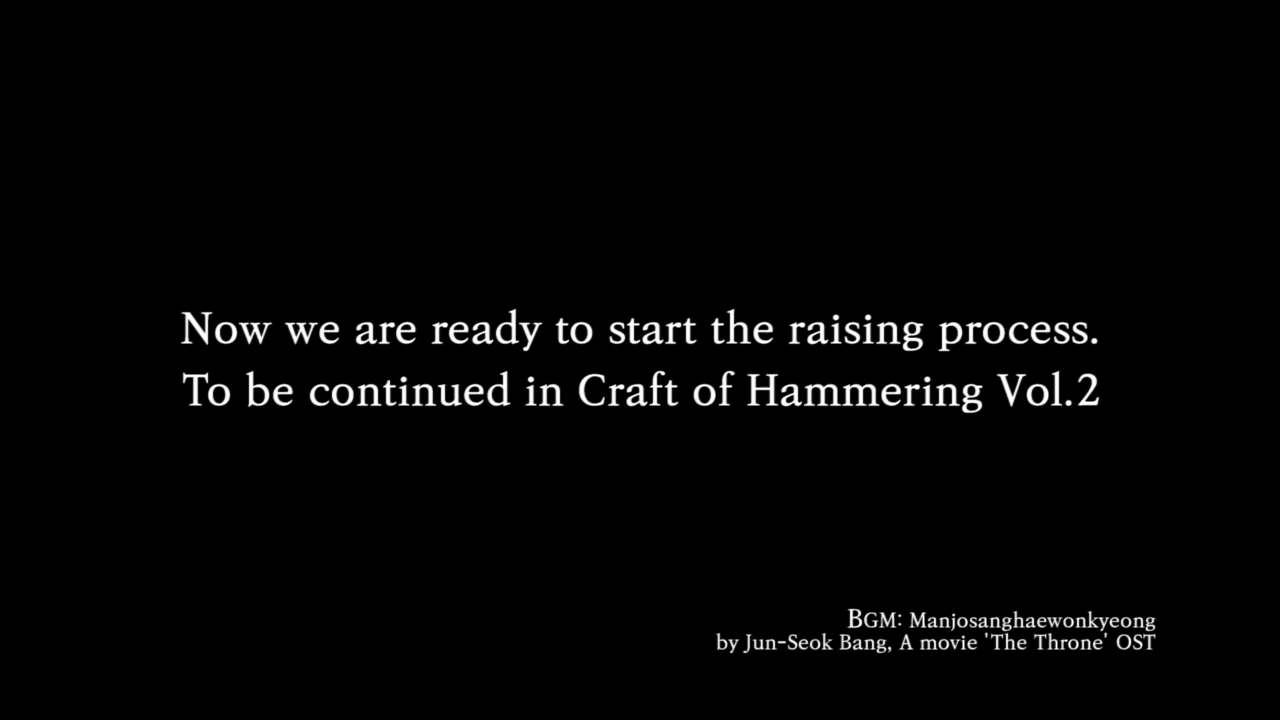 Now we are ready to start the raising process.
To be continued in Craft of Hammering Vol.2
BGM: Manjosanghaewonkyeong
by Jun-Seok Bang, A movie 'The Throne' OST